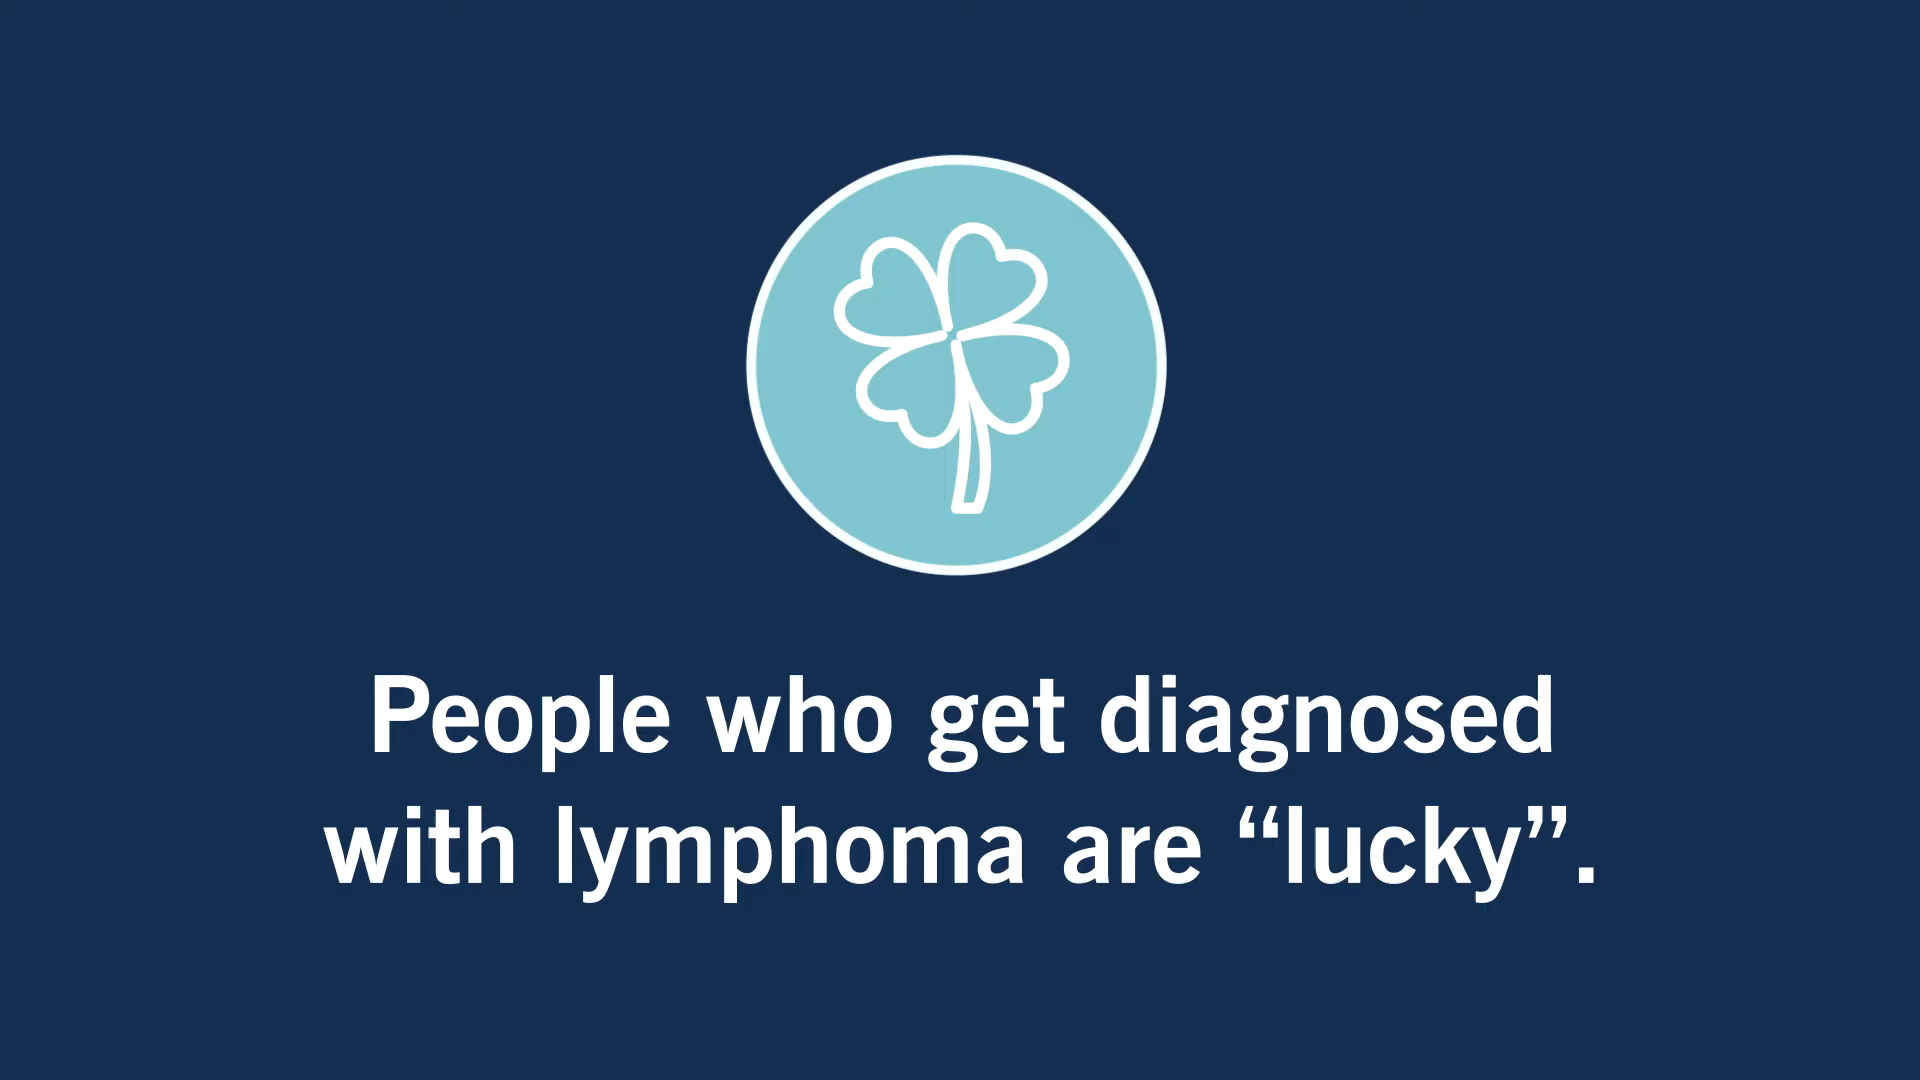 People who get diagnosed
with lymphoma are “lucky”.